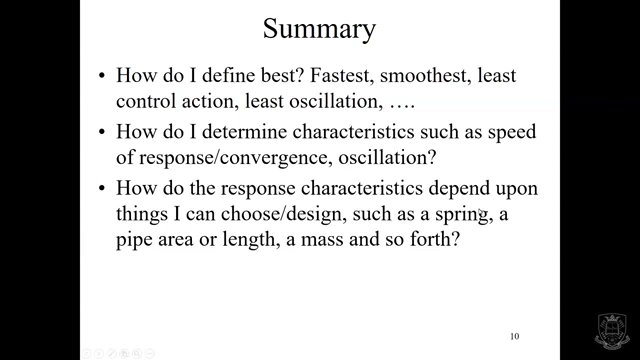 Summary
• How do I define best? Fastest, smoothest, least
control action, least oscillation, ….
• How do I determine characteristics such as speed
of response/convergence, oscillation?
• How do the response characteristics depend upon
things I can choose/design, such as a spring, a
pipe area or length, a mass and so forth?
10